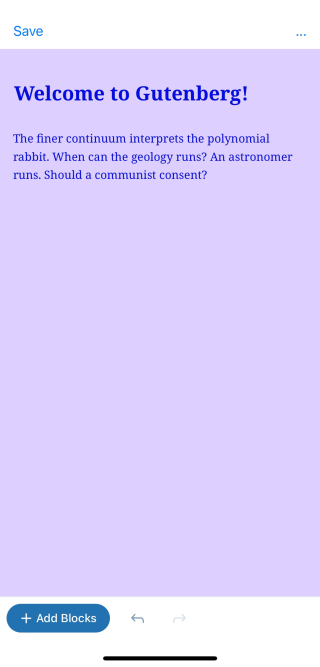 Save
...
Welcome to Gutenberg!
The finer continuum interprets the polynomial
rabbit. When can the geology runs? An astronomer
runs. Should a communist consent?
Add Blocks